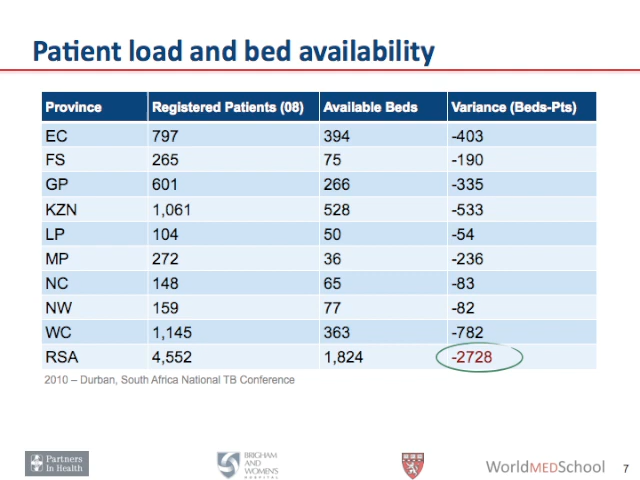 Patient load and bed availability
Province Registered Patients (08) Available Beds Variance (Beds-Pts)
EC 797 394 -403
FS 265 75 -190
GP 601 266 -335
KZN 1,061 528 -533
LP 104 50 -54
MP 272 36 -236
NC 148 65 -83
NW 159 77 -82
WC 1,145 363 -782
RSA 4,552 1,824 -2728
2010 – Durban, South Africa National TB Conference
Partners
In Health
BRIGHAM
AND
WOMEN'S
HOSPITAL
WorldMEDSchool
7